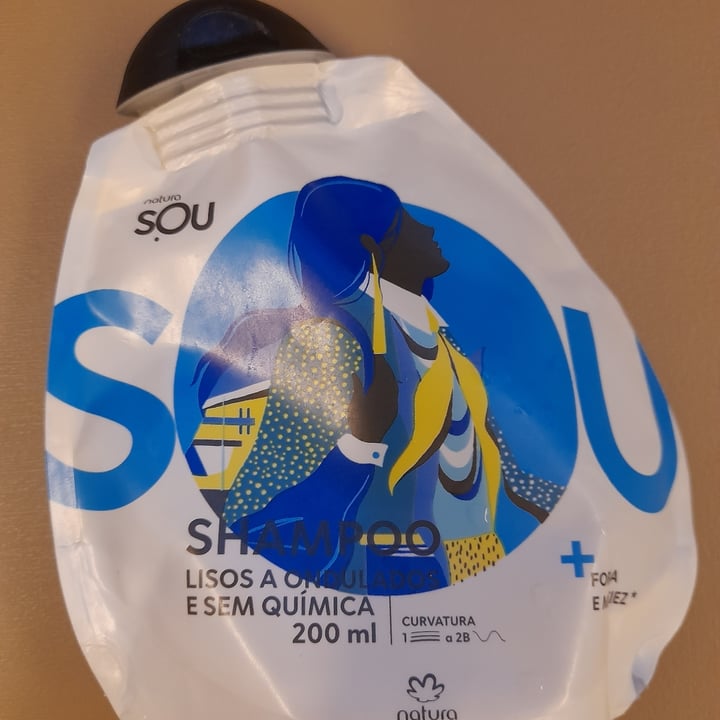 natura
SOU
SOU
SHAMPOO
LISOS A ONDULADOS
E SEM QUÍMICA
200 ml
CURVATURA
1 a 2B
+
E
natura